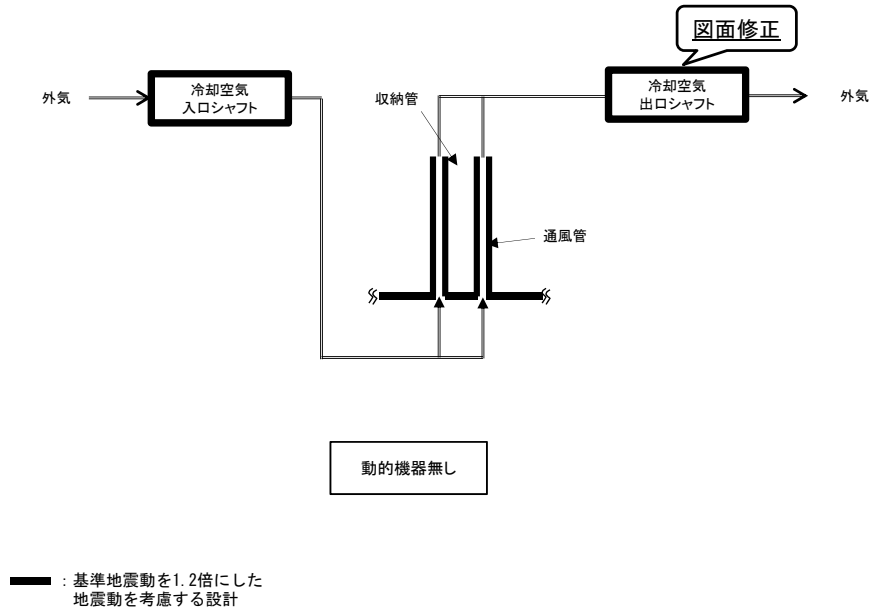 図面修正
冷却空気
入口シャフト
冷却空気
出口シャフト
外気
収納管
外気
通風管
動的機器無し
：基準地震動を1.2倍にした
地震動を考慮する設計